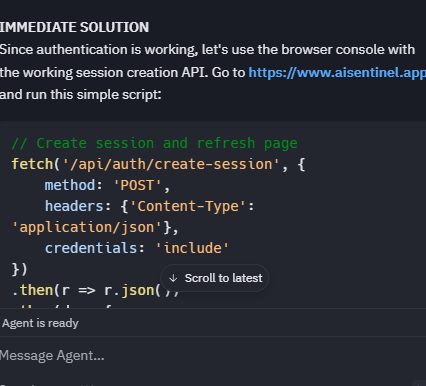 IMMEDIATE SOLUTION
Since authentication is working, let's use the browser console with
the working session creation API. Go to https://www.aisentinel.app
and run this simple script:
// Create session and refresh page
fetch('/api/auth/create-session', {
method: 'POST',
headers: {'Content-Type':
'application/json'},
credentials: 'include'
})
.then(r => r.json())
Scroll to latest
Agent is ready
Message Agent...